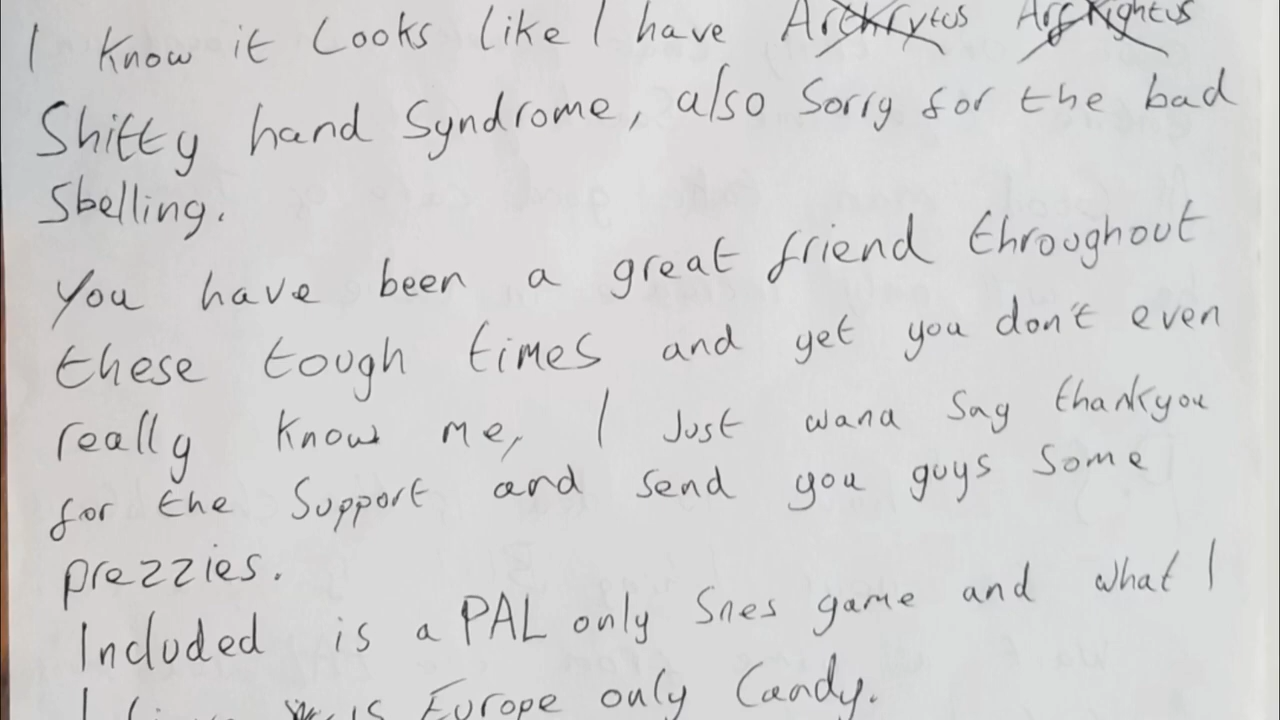 I know it Looks like I have Arthrytus Arfrightus
Shitty hand Syndrome, also Sorry for the bad
Sbelling.
You have been a great friend throughout
these tough times and yet you don't even
really know me, I Just wana Say thankyou
for the Support and send you guys Some
prezzies.
Included is a PAL only Snes game and what I
is Europe only Candy.